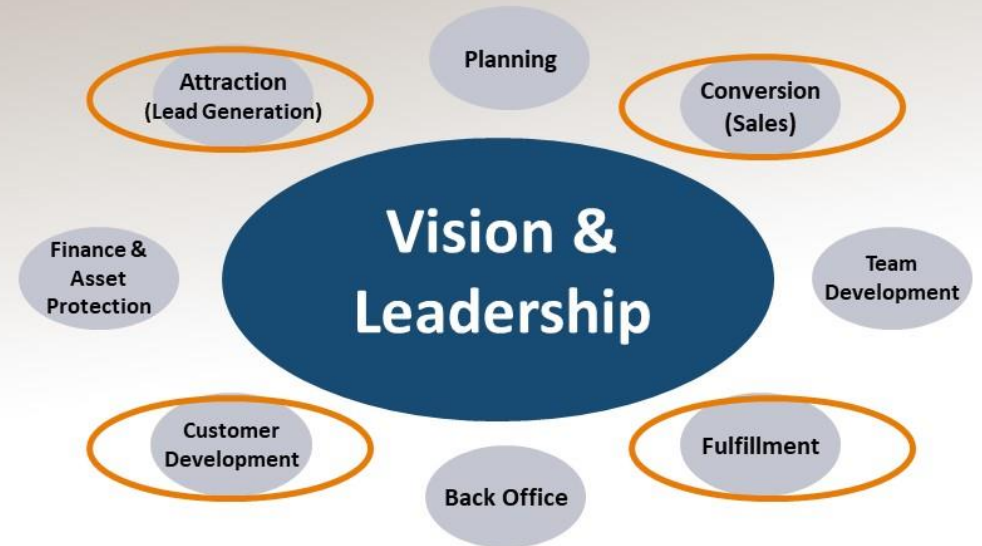 Planning
Attraction
(Lead Generation)
Conversion
(Sales)
Vision &
Leadership
Finance &
Asset
Protection
Team
Development
Customer
Development
Fulfillment
Back Office